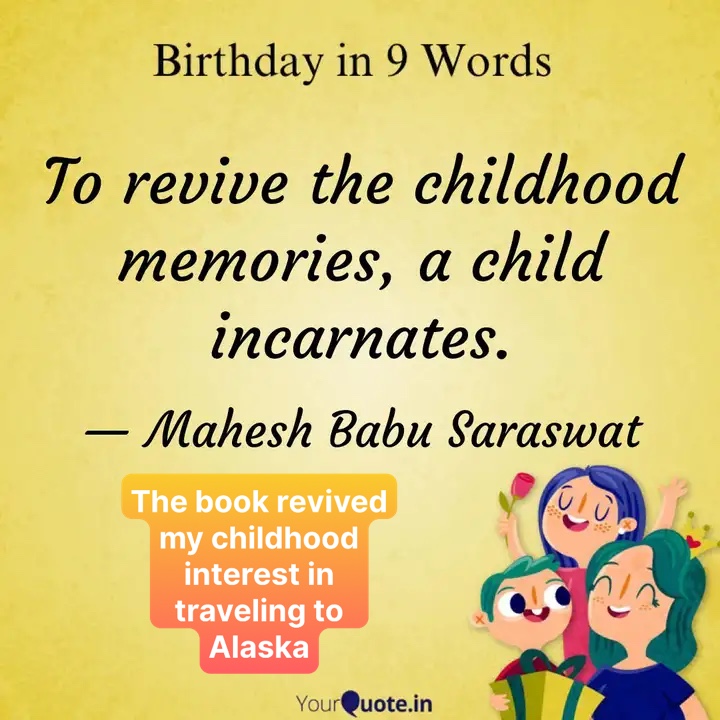 Birthday in 9 Words
To revive the childhood
memories, a child
incarnates.
— Mahesh Babu Saraswat
The book revived
my childhood
interest in
traveling to
Alaska
YourQuote.in